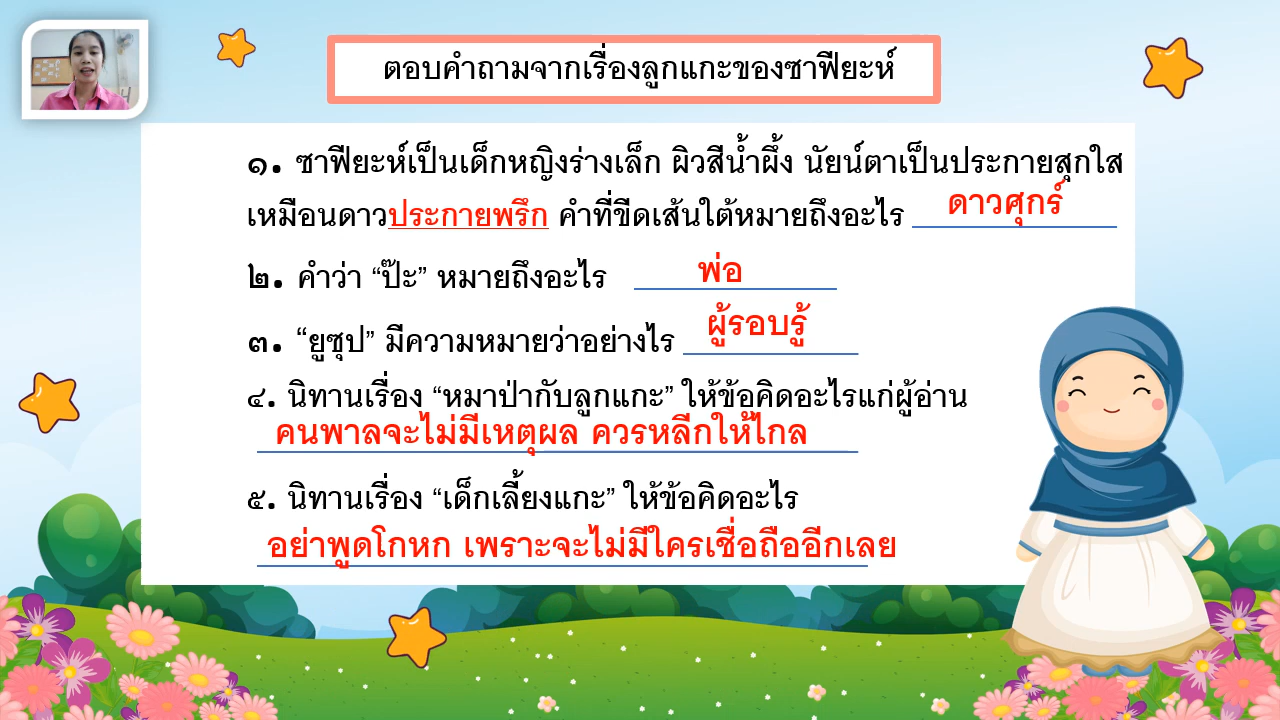 ตอบคำถามจากเรื่องลูกแกะของซาฟียะห์
๑. ซาฟียะห์เป็นเด็กหญิงร่างเล็ก ผิวสีน้ำผึ้ง นัยน์ตาเป็นประกายสุกใส
เหมือนดาวประกายพรึก คำที่ขีดเส้นใต้หมายถึงอะไร ดาวศุกร์
๒. คำว่า “ป๊ะ” หมายถึงอะไร พ่อ
๓. “ยูซุป” มีความหมายว่าอย่างไร ผู้รอบรู้
๔. นิทานเรื่อง “หมาป่ากับลูกแกะ” ให้ข้อคิดอะไรแก่ผู้อ่าน
คนพาลจะไม่มีเหตุผล ควรหลีกให้ไกล
๕. นิทานเรื่อง “เด็กเลี้ยงแกะ” ให้ข้อคิดอะไร
อย่าพูดโกหก เพราะจะไม่มีใครเชื่อถืออีกเลย